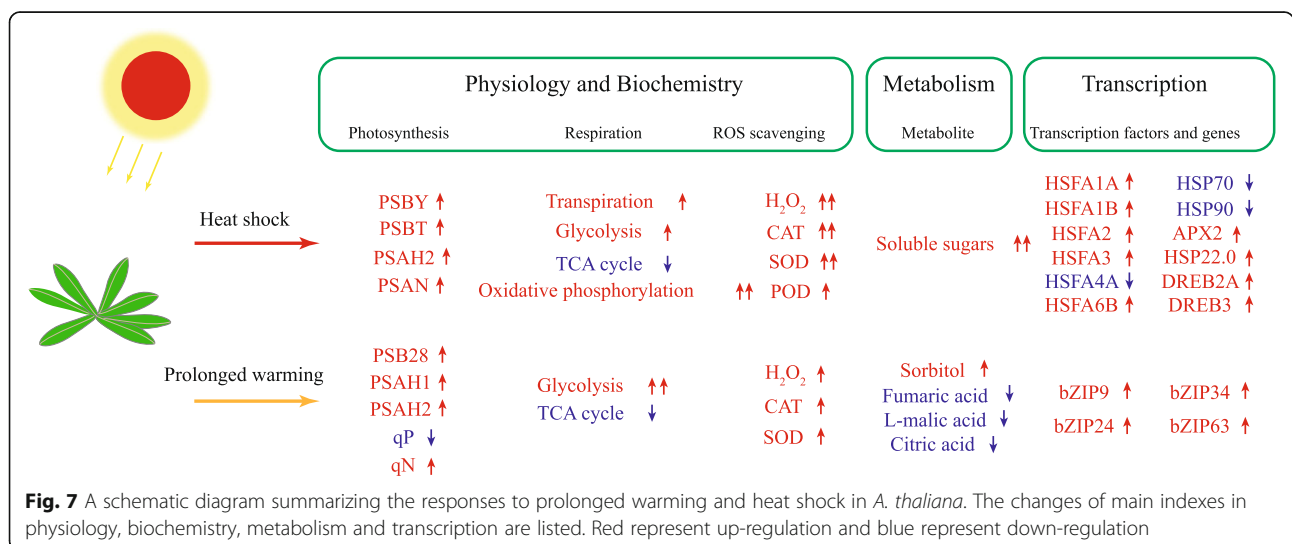 Physiology and Biochemistry Metabolism Transcription
Photosynthesis Respiration ROS scavenging Metabolite Transcription factors and genes
Heat shock
PSBY ↑
PSBT ↑
PSAH2 ↑
PSAN ↑
Transpiration ↑
Glycolysis ↑
TCA cycle ↓
Oxidative phosphorylation ↑↑
H₂O₂ ↑↑
CAT ↑↑
SOD ↑↑
POD ↑
Soluble sugars ↑↑
HSFA1A ↑
HSFA1B ↑
HSFA2 ↑
HSFA3 ↑
HSFA4A ↓
HSFA6B ↑
HSP70 ↓
HSP90 ↓
APX2 ↑
HSP22.0 ↑
DREB2A ↑
DREB3 ↑
Prolonged warming
PSB28 ↑
PSAH1 ↑
PSAH2 ↑
qP ↓
qN ↑
Glycolysis ↑↑
TCA cycle ↓
H₂O₂ ↑
CAT ↑
SOD ↑
Sorbitol ↑
Fumaric acid ↓
L-malic acid ↓
Citric acid ↓
bZIP9 ↑ bZIP34 ↑
bZIP24 ↑ bZIP63 ↑
Fig. 7 A schematic diagram summarizing the responses to prolonged warming and heat shock in A. thaliana. The changes of main indexes in
physiology, biochemistry, metabolism and transcription are listed. Red represent up-regulation and blue represent down-regulation